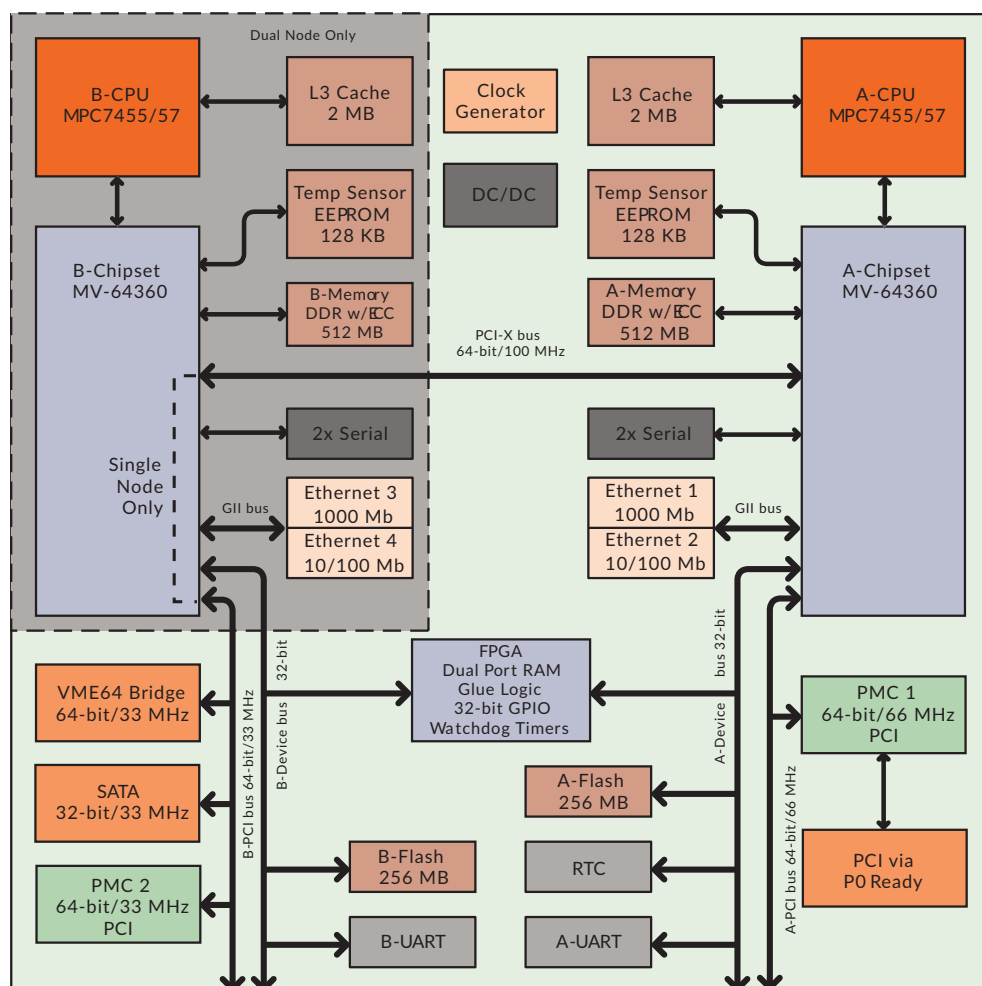 Dual Node Only
B-CPU
MPC7455/57
L3 Cache
2 MB
Clock
Generator
L3 Cache
2 MB
A-CPU
MPC7455/57
Temp Sensor
EEPROM
128 KB
DC/DC
Temp Sensor
EEPROM
128 KB
B-Chipset
MV-64360
A-Chipset
MV-64360
B-Memory
DDR w/ECC
512 MB
A-Memory
DDR w/ECC
512 MB
PCI-X bus
64-bit/100 MHz
2x Serial
2x Serial
Single
Node
Only
GII bus
Ethernet 3
1000 Mb
Ethernet 4
10/100 Mb
Ethernet 1
1000 Mb
Ethernet 2
10/100 Mb
GII bus
32-bit
B-Device bus
B-PCI bus 64-bit/33 MHz
FPGA
Dual Port RAM
Glue Logic
32-bit GPIO
Watchdog Timers
bus 32-bit
A-Device
A-PCI bus 64-bit/66 MHz
VME64 Bridge
64-bit/33 MHz
PMC 1
64-bit/66 MHz
PCI
SATA
32-bit/33 MHz
A-Flash
256 MB
B-Flash
256 MB
RTC
PCI via
P0 Ready
PMC 2
64-bit/33 MHz
PCI
B-UART
A-UART